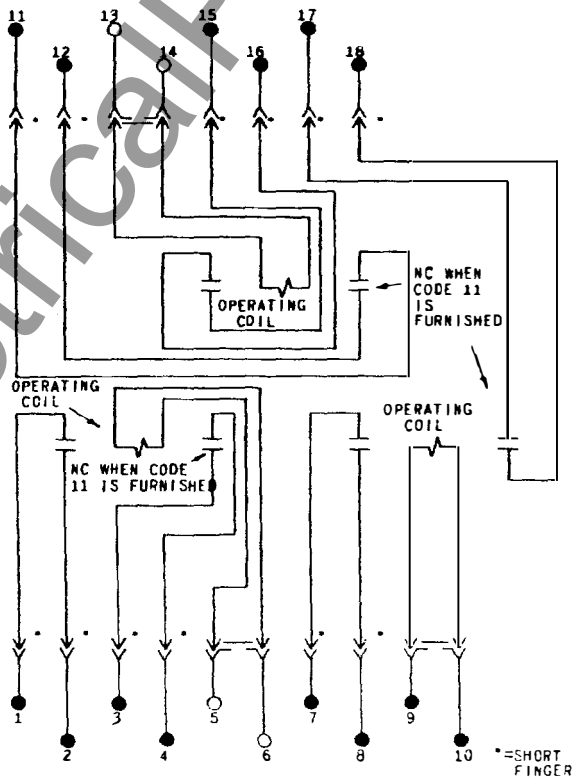 11
12
13
14
15
16
17
18
OPERATING
COIL
NC WHEN
CODE 11
IS
FURNISHED
OPERATING
COIL
OPERATING
COIL
NC WHEN CODE
11 IS FURNISHED
1
2
3
4
5
6
7
8
9
10
*=SHORT
FINGER